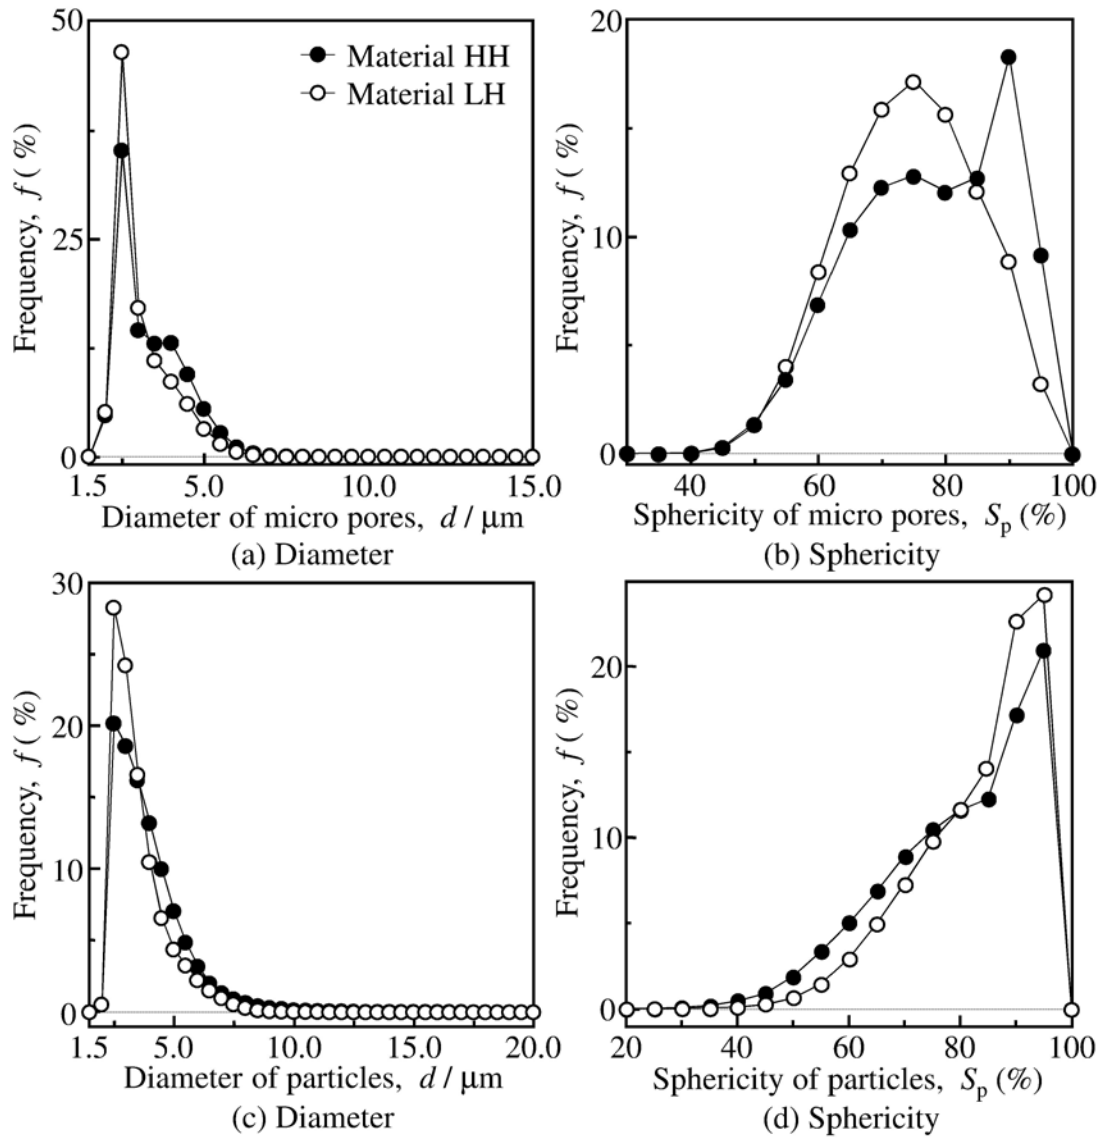 50
25
0
Frequency, f ( %)
Material HH
Material LH
1.5 5.0 10.0 15.0
Diameter of micro pores, d / μm
(a) Diameter
20
10
0
Frequency, f ( %)
40 60 80 100
Sphericity of micro pores, Sp (%)
(b) Sphericity
30
20
10
0
Frequency, f ( %)
1.5 5.0 10.0 15.0 20.0
Diameter of particles, d / μm
(c) Diameter
20
10
0
Frequency, f ( %)
20 40 60 80 100
Sphericity of particles, Sp (%)
(d) Sphericity